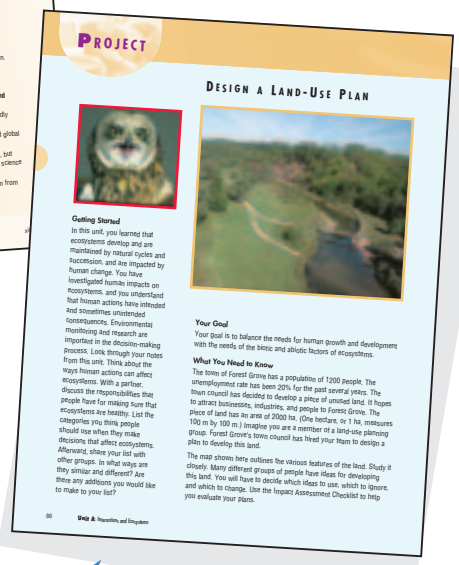 n.
ed
dly
l global
, but
science
n from
xi
PROJECT
DESIGN A LAND-USE PLAN
Getting Started
In this unit, you learned that
ecosystems develop and are
maintained by natural cycles and
succession, and are impacted by
human change. You have
investigated human impacts on
ecosystems, and you understand
that human actions have intended
and sometimes unintended
consequences. Environmental
monitoring and research are
important in the decision-making
process. Look through your notes
from this unit. Think about the
ways human actions can affect
ecosystems. With a partner,
discuss the responsibilities that
people have for making sure that
ecosystems are healthy. List the
categories you think people
should use when they make
decisions that affect ecosystems.
Afterward, share your list with
other groups. In what ways are
they similar and different? Are
there any additions you would like
to make to your list?
Your Goal
Your goal is to balance the needs for human growth and development
with the needs of the biotic and abiotic factors of ecosystems.
What You Need to Know
The town of Forest Grove has a population of 1200 people. The
unemployment rate has been 20% for the past several years. The
town council has decided to develop a piece of unused land. It hopes
to attract businesses, industries, and people to Forest Grove. The
piece of land has an area of 2000 ha. (One hectare, or 1 ha, measures
100 m by 100 m.) Imagine you are a member of a land-use planning
group. Forest Grove's town council has hired your team to design a
plan to develop this land.
The map shown here outlines the various features of the land. Study it
closely. Many different groups of people have ideas for developing
this land. You will have to decide which ideas to use, which to ignore,
and which to change. Use the Impact Assessment Checklist to help
you evaluate your plans.
86 Unit A: Interactions and Ecosystems